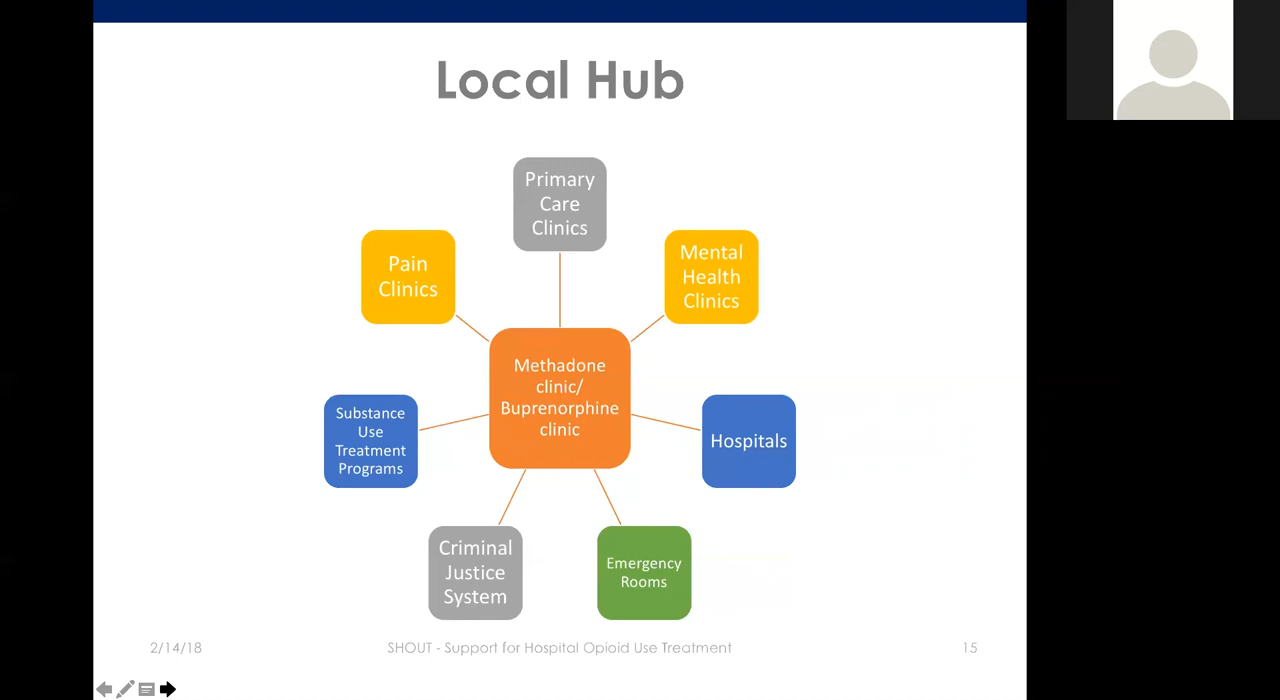 Local Hub
Primary
Care
Clinics
Pain
Clinics
Mental
Health
Clinics
Methadone
clinic/
Buprenorphine
clinic
Substance
Use
Treatment
Programs
Hospitals
Criminal
Justice
System
Emergency
Rooms
2/14/18
SHOUT - Support for Hospital Opioid Use Treatment
15